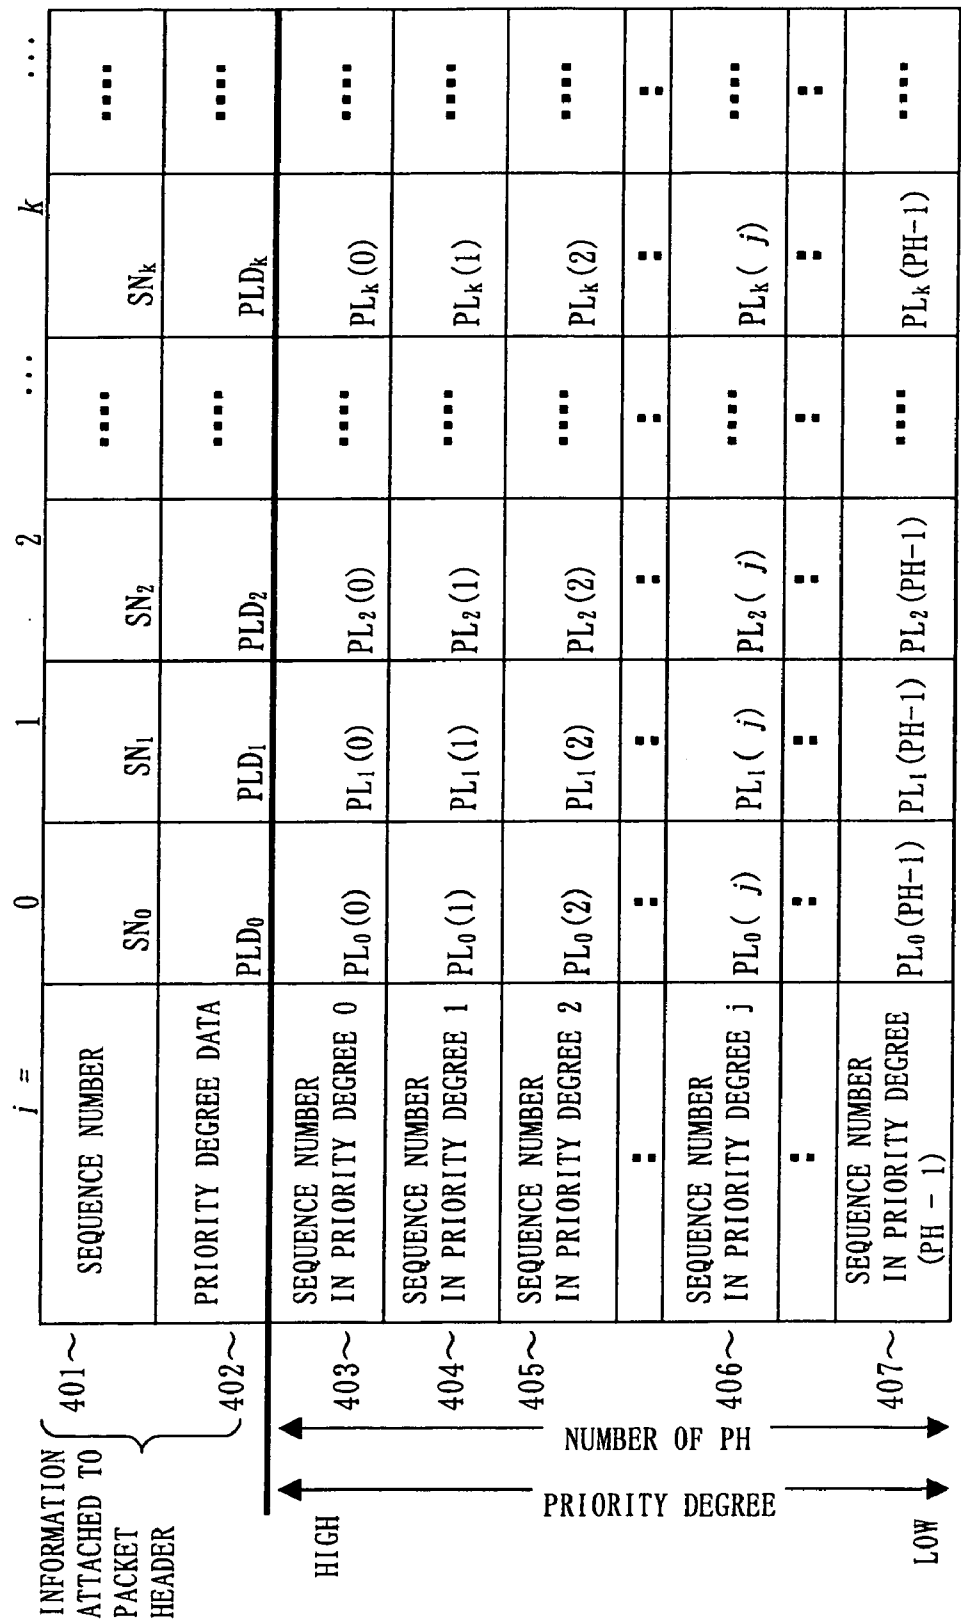 i = 0 1 2 ... k ...
INFORMATION
ATTACHED TO
PACKET
HEADER
401~ SEQUENCE NUMBER SN0 SN1 SN2 .... SNk ....
402~ PRIORITY DEGREE DATA PLD0 PLD1 PLD2 .... PLDk ....
HIGH
PRIORITY DEGREE
LOW
NUMBER OF PH
403~ SEQUENCE NUMBER
IN PRIORITY DEGREE 0 PL0(0) PL1(0) PL2(0) .... PLk(0) ....
404~ SEQUENCE NUMBER
IN PRIORITY DEGREE 1 PL0(1) PL1(1) PL2(1) .... PLk(1) ....
405~ SEQUENCE NUMBER
IN PRIORITY DEGREE 2 PL0(2) PL1(2) PL2(2) .... PLk(2) ....
: : : : : : :
406~ SEQUENCE NUMBER
IN PRIORITY DEGREE j PL0( j) PL1( j) PL2( j) .... PLk( j) ....
: : : : : : :
407~ SEQUENCE NUMBER
IN PRIORITY DEGREE
(PH - 1) PL0(PH-1) PL1(PH-1) PL2(PH-1) .... PLk(PH-1) ....